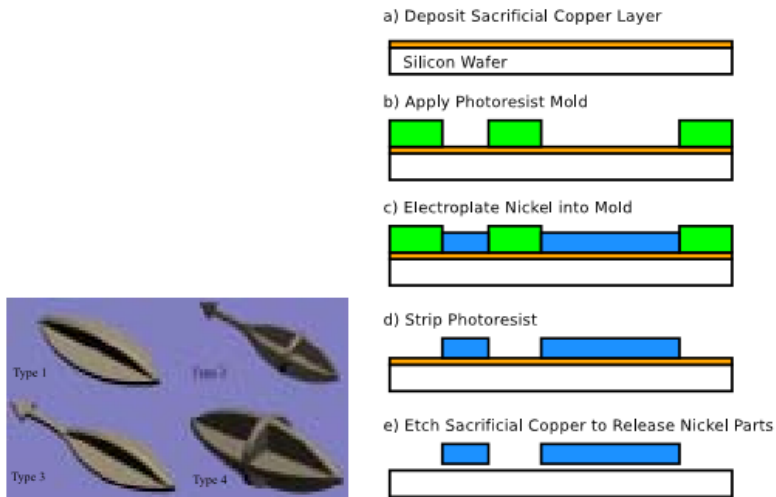 a) Deposit Sacrificial Copper Layer
Silicon Wafer
b) Apply Photoresist Mold
c) Electroplate Nickel into Mold
d) Strip Photoresist
e) Etch Sacrificial Copper to Release Nickel Parts
Type 1
Type 3
Type 4